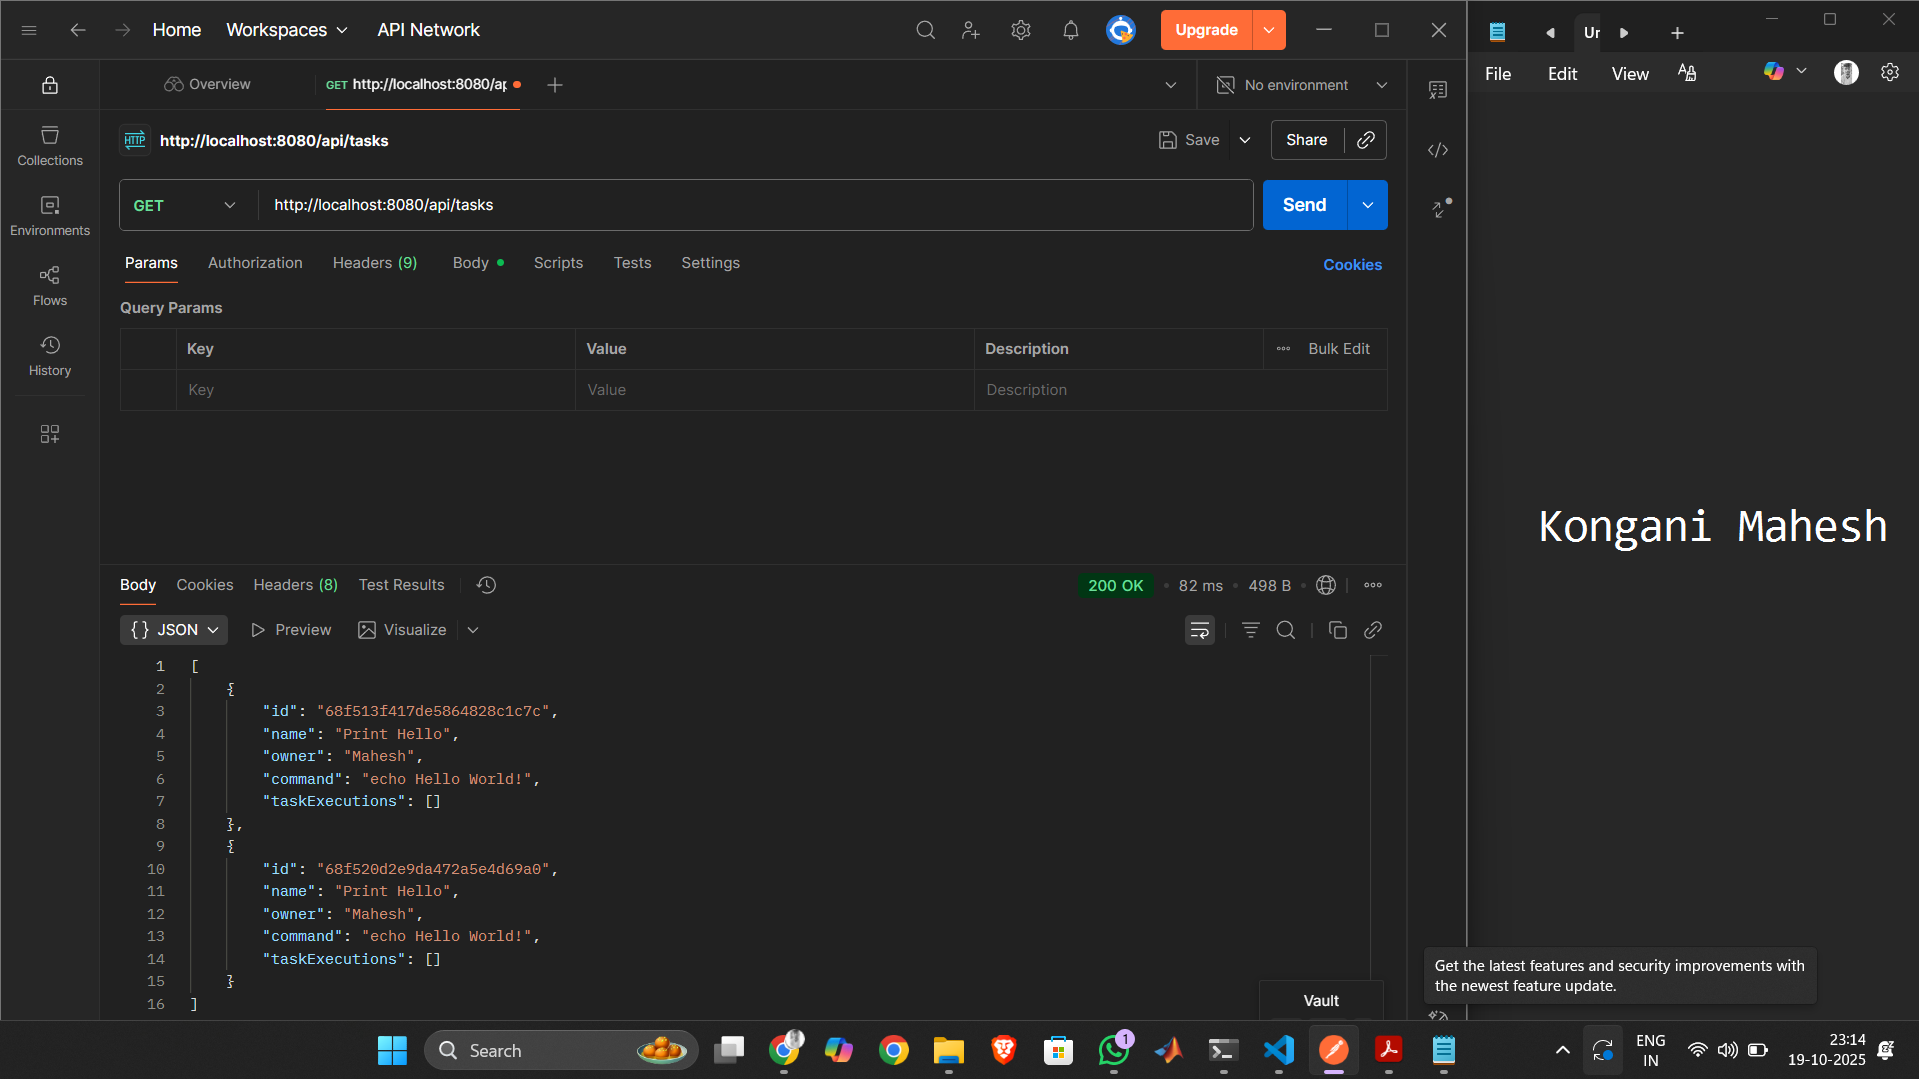 Home Workspaces API Network Upgrade
Ur
File Edit View
Overview GET http://localhost:8080/ap No environment
HTTP http://localhost:8080/api/tasks Save Share
Collections
Environments
Flows
History
GET http://localhost:8080/api/tasks Send
Params Authorization Headers (9) Body Scripts Tests Settings Cookies
Query Params
Key Value Description Bulk Edit
Key Value Description
Kongani Mahesh
Body Cookies Headers (8) Test Results 200 OK 82 ms 498 B
{} JSON Preview Visualize
1 [
2 {
3 "id": "68f513f417de5864828c1c7c",
4 "name": "Print Hello",
5 "owner": "Mahesh",
6 "command": "echo Hello World!",
7 "taskExecutions": []
8 },
9 {
10 "id": "68f520d2e9da472a5e4d69a0",
11 "name": "Print Hello",
12 "owner": "Mahesh",
13 "command": "echo Hello World!",
14 "taskExecutions": []
15 }
16 ]
Vault
Get the latest features and security improvements with
the newest feature update.
Search
1
ENG
IN
23:14
19-10-2025